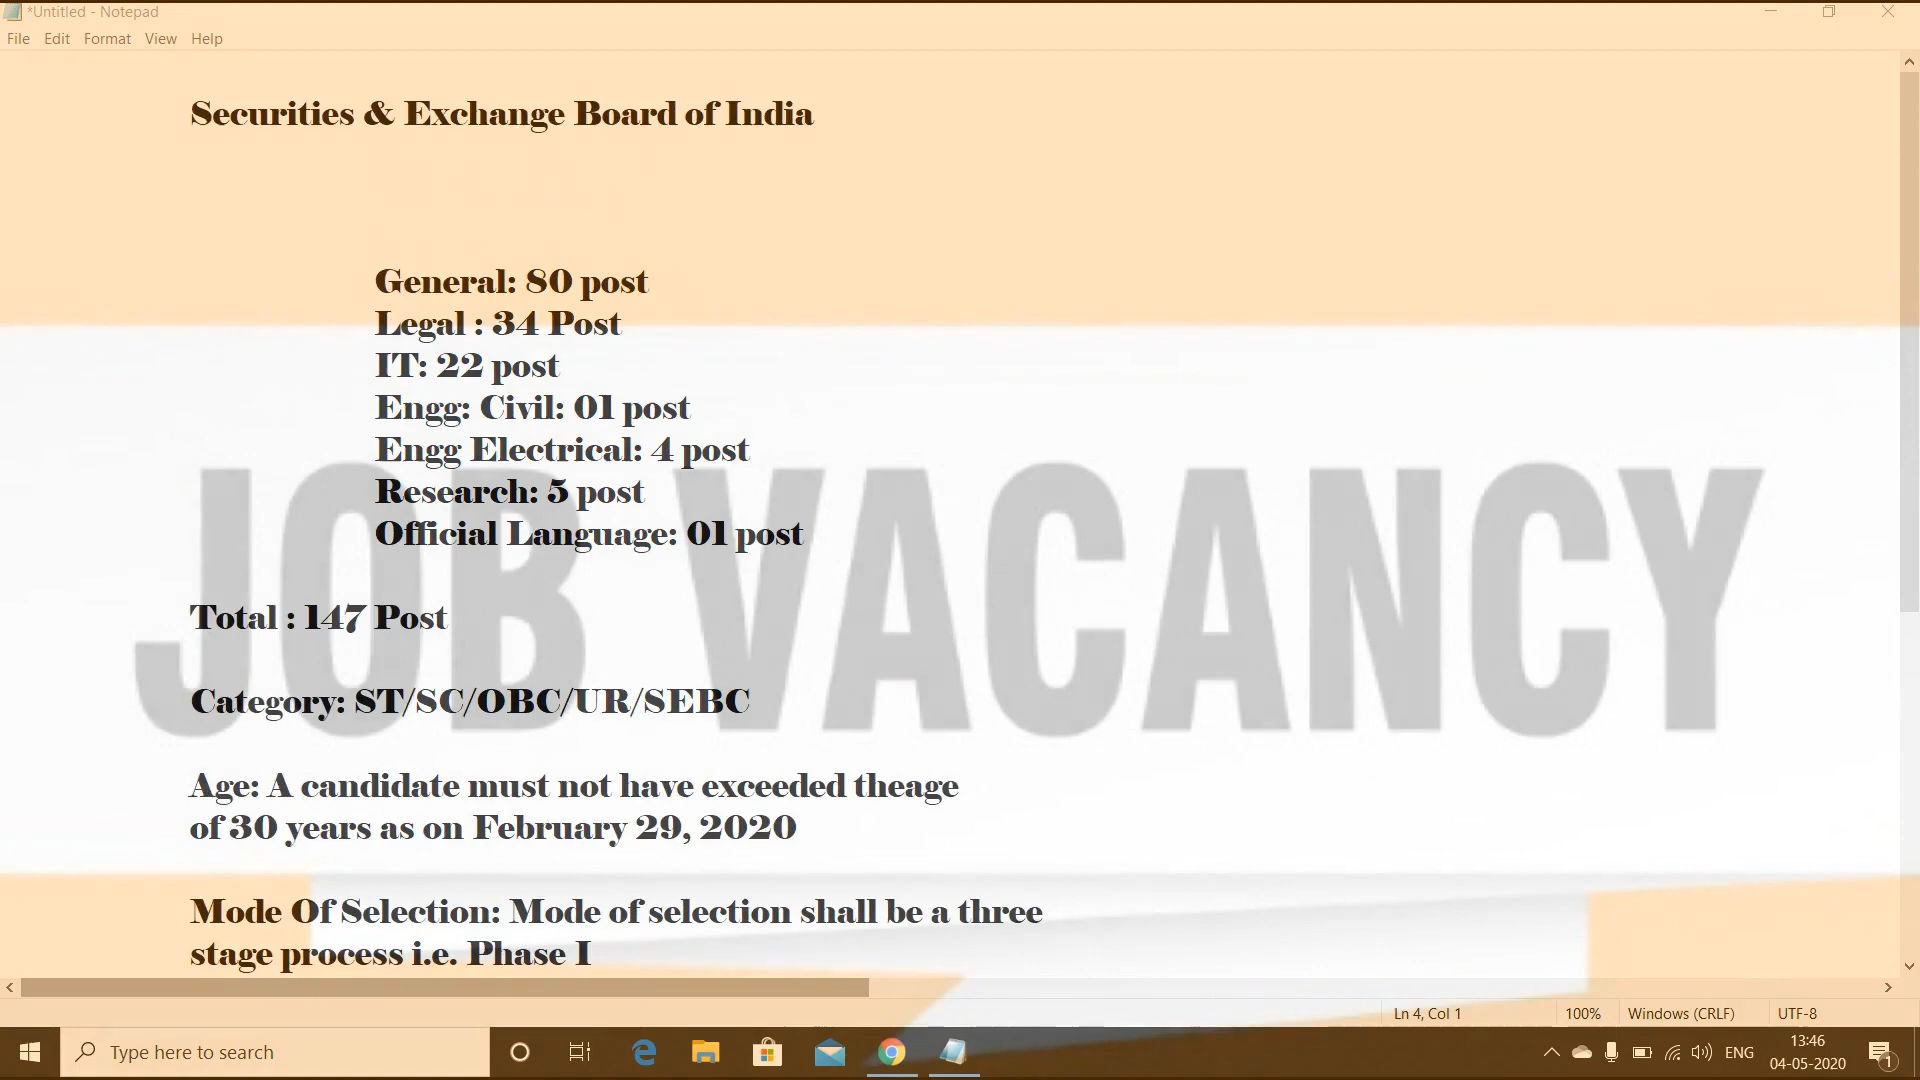 *Untitled - Notepad
File Edit Format View Help
Securities & Exchange Board of India
General: 80 post
Legal : 34 Post
IT: 22 post
Engg: Civil: 01 post
Engg Electrical: 4 post
Research: 5 post
Official Language: 01 post
Total : 147 Post
Category: ST/SC/OBC/UR/SEBC
Age: A candidate must not have exceeded theage
of 30 years as on February 29, 2020
Mode Of Selection: Mode of selection shall be a three
stage process i.e. Phase I
JOB VACANCY
Ln 4, Col 1 100% Windows (CRLF) UTF-8
Type here to search
ENG
13:46
04-05-2020
1